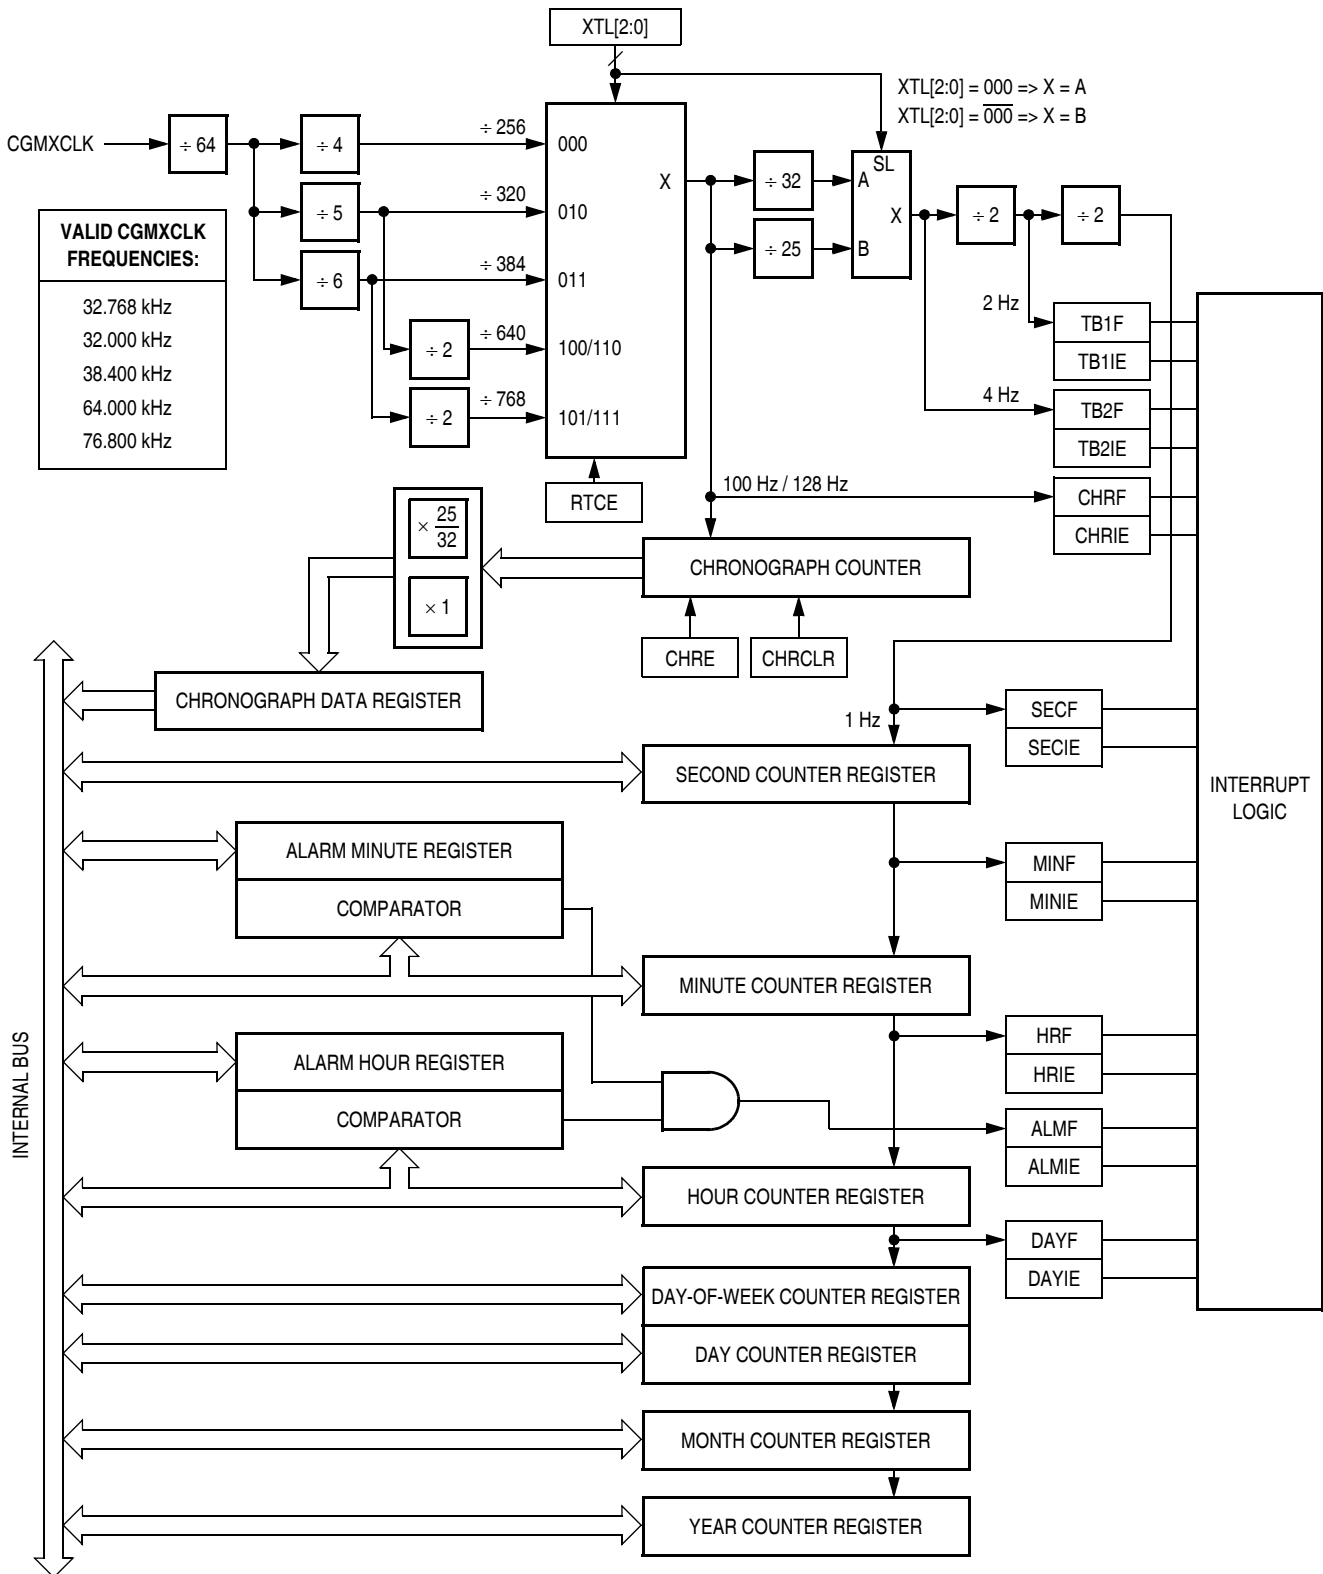 XTL[2:0]
XTL[2:0] = 000 => X = A
XTL[2:0] = 000 => X = B
CGMXCLK
÷ 64
÷ 4
÷ 256
000
÷ 5
÷ 320
010
÷ 6
÷ 384
011
÷ 2
÷ 640
100/110
÷ 2
÷ 768
101/111
X
÷ 32
÷ 25
SL
A
B
X
÷ 2
÷ 2
VALID CGMXCLK
FREQUENCIES:
32.768 kHz
32.000 kHz
38.400 kHz
64.000 kHz
76.800 kHz
RTCE
2 Hz
TB1F
TB1IE
4 Hz
TB2F
TB2IE
100 Hz / 128 Hz
CHRF
CHRIE
× 25
32
× 1
CHRONOGRAPH COUNTER
CHRE
CHRCLR
CHRONOGRAPH DATA REGISTER
1 Hz
SECF
SECIE
SECOND COUNTER REGISTER
INTERRUPT
LOGIC
ALARM MINUTE REGISTER
COMPARATOR
MINF
MINIE
MINUTE COUNTER REGISTER
ALARM HOUR REGISTER
COMPARATOR
HRF
HRIE
ALMF
ALMIE
HOUR COUNTER REGISTER
DAYF
DAYIE
DAY-OF-WEEK COUNTER REGISTER
DAY COUNTER REGISTER
MONTH COUNTER REGISTER
YEAR COUNTER REGISTER
INTERNAL BUS